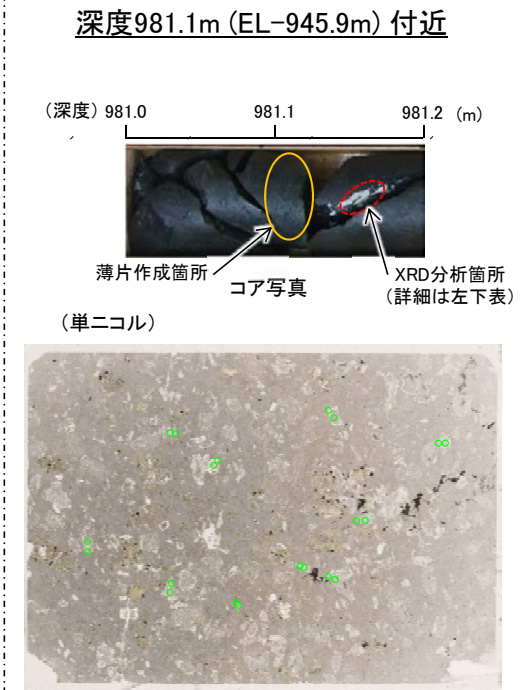 深度981.1m (EL-945.9m) 付近
（深度） 981.0 981.1 981.2 （m）
薄片作成箇所
コア写真
XRD分析箇所
（詳細は左下表）
（単ニコル）